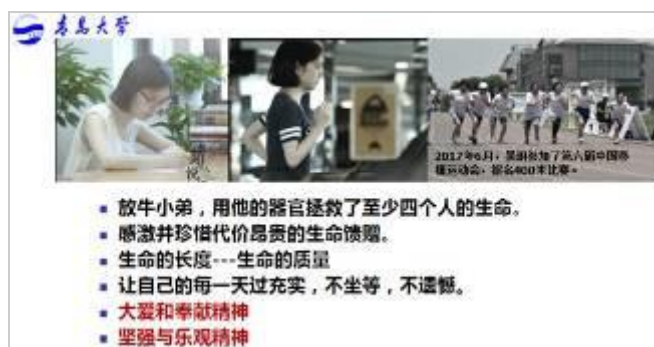 青岛大学
2017年6月,吴玥参加了第六届中国移
植运动会,报名400米比赛。
放牛小弟,用他的器官拯救了至少四个人的生命。
感激并珍惜代价昂贵的生命馈赠。
生命的长度---生命的质量
让自己的每一天过充实,不坐等,不遗憾。
大爱和奉献精神
坚强与乐观精神